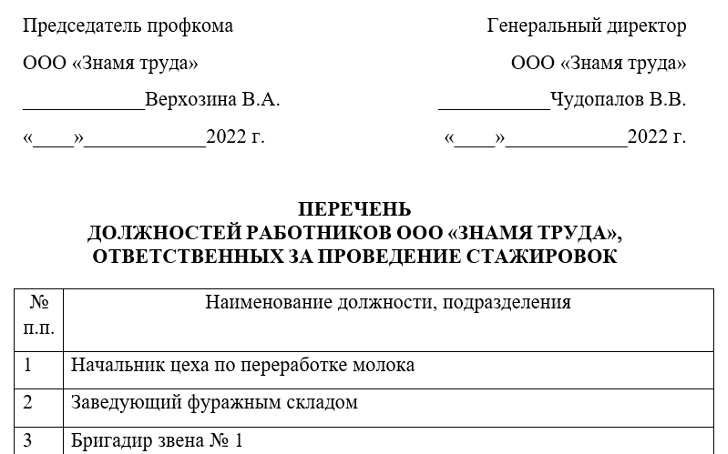 Председатель профкома
Генеральный директор
ООО «Знамя труда»
ООО «Знамя труда»
_______________Верхозина В.А.
___________Чудопалов В.В.
«____»____________2022 г.
«____»____________2022 г.
ПЕРЕЧЕНЬ
ДОЛЖНОСТЕЙ РАБОТНИКОВ ООО «ЗНАМЯ ТРУДА»,
ОТВЕТСТВЕННЫХ ЗА ПРОВЕДЕНИЕ СТАЖИРОВОК
№ п.п.
Наименование должности, подразделения
1 Начальник цеха по переработке молока
2 Заведующий фуражным складом
3 Бригадир звена № 1